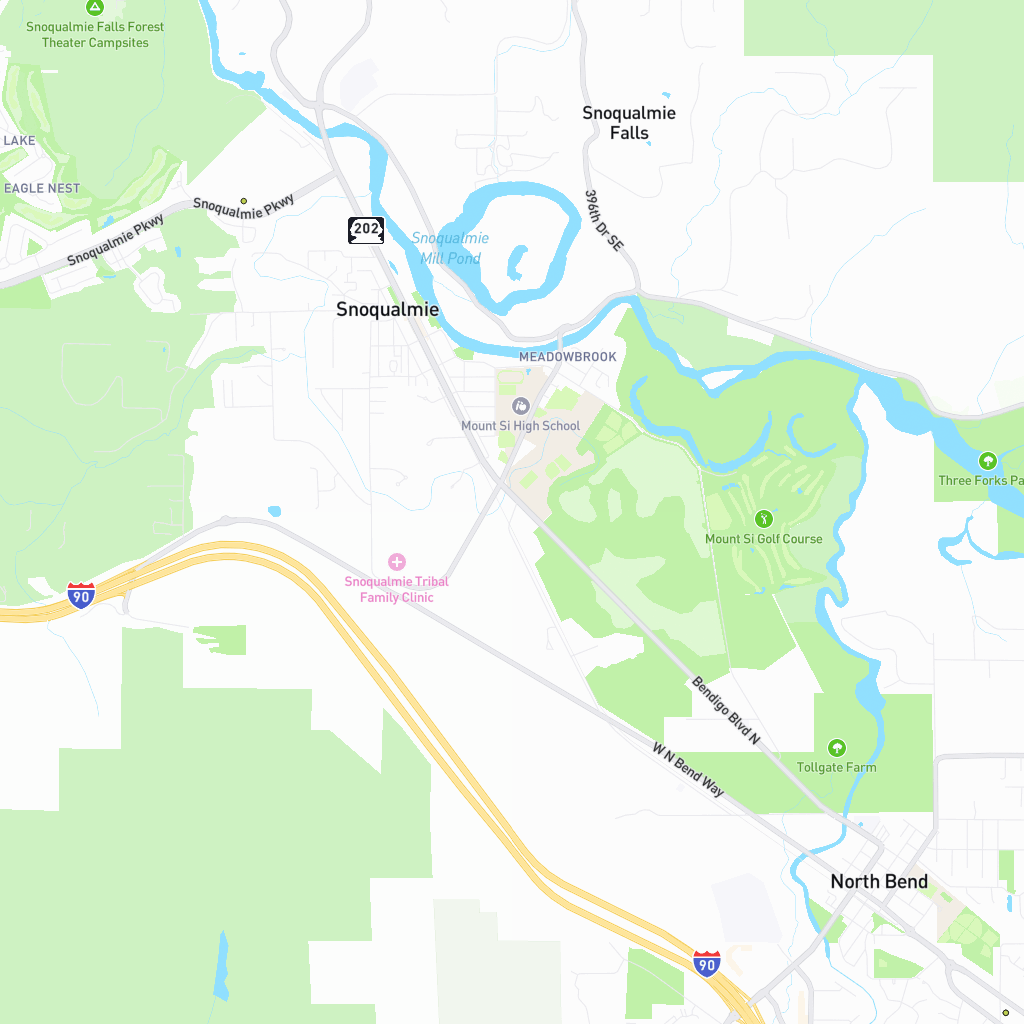 Snoqualmie Falls Forest
Theater Campsites
Snoqualmie
Falls
LAKE
EAGLE NEST
Snoqualmie Pkwy
396th Dr SE
Snoqualmie Pkwy
202
Snoqualmie
Mill Pond
Snoqualmie
MEADOWBROOK
Mount Si High School
Three Forks Pa
Mount Si Golf Course
Snoqualmie Tribal
Family Clinic
90
Bendigo Blvd N
W N Bend Way
Tollgate Farm
North Bend
90